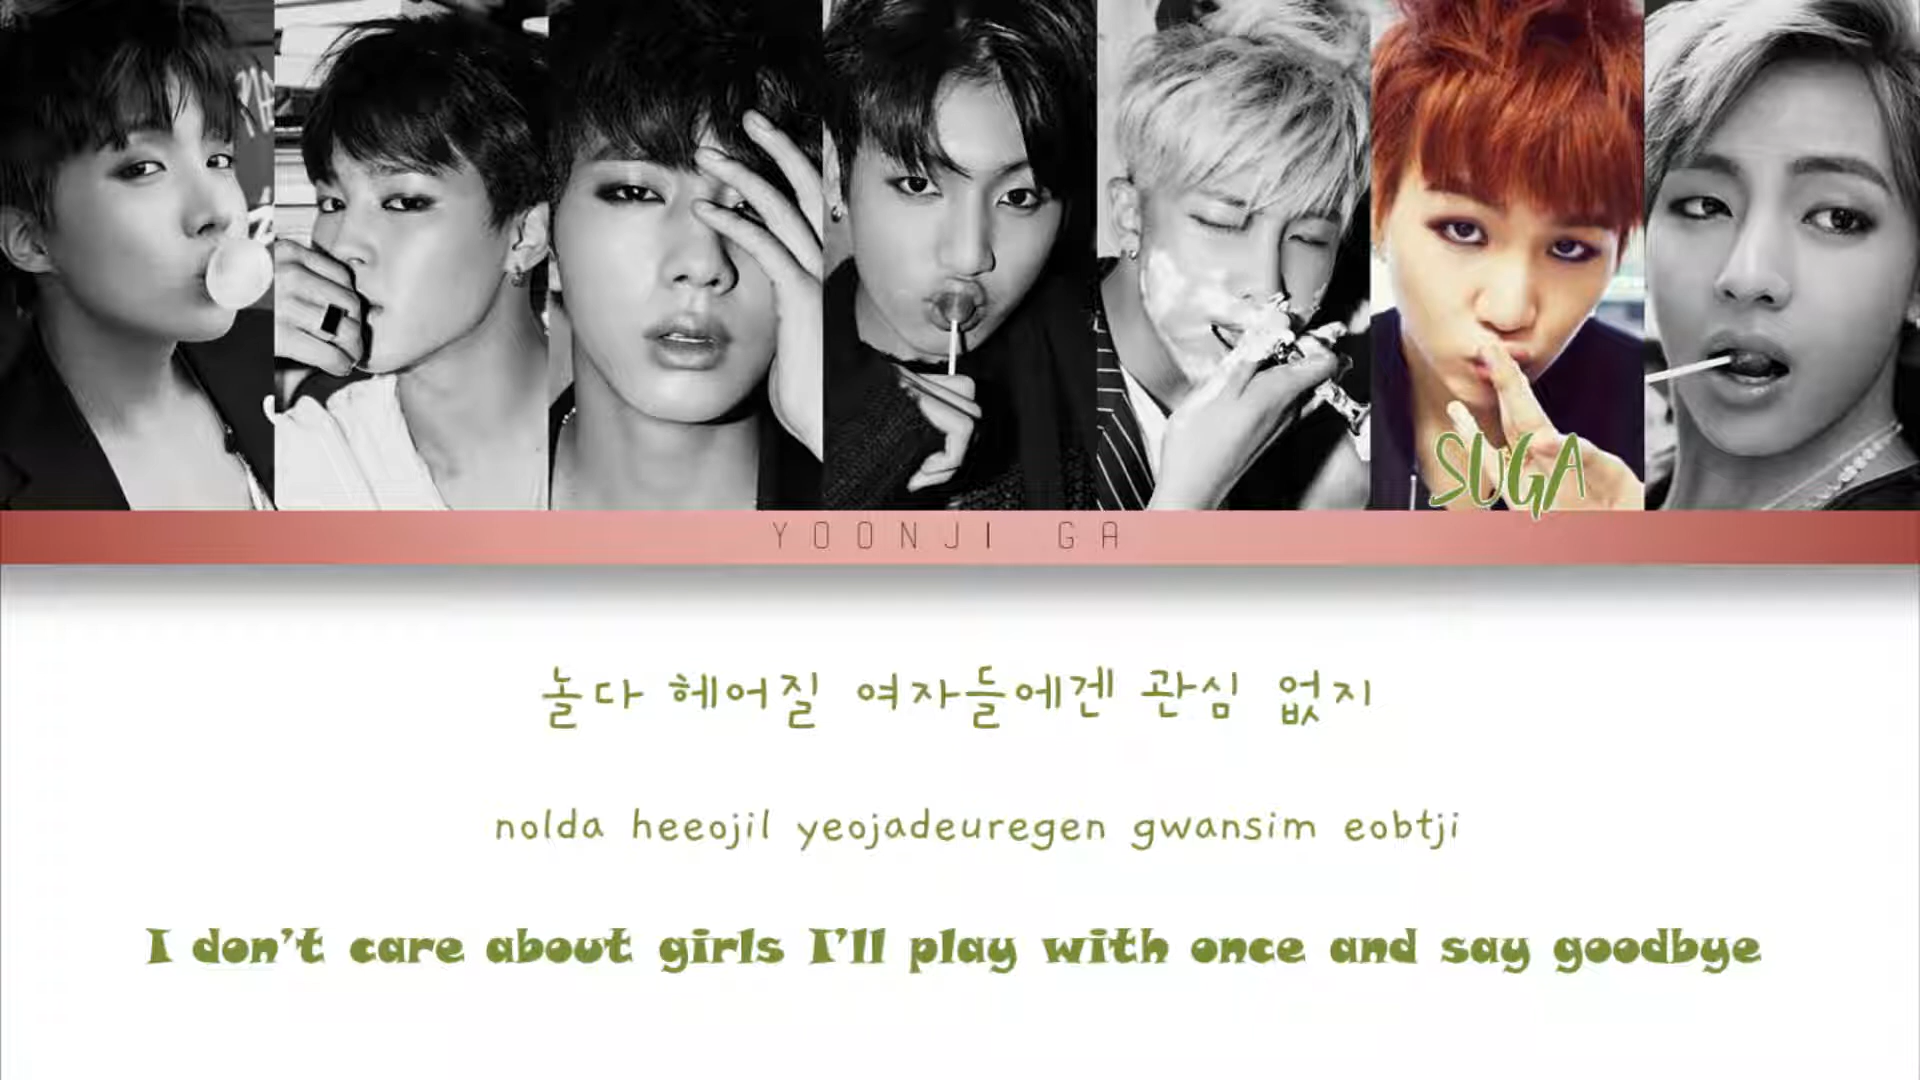 SUGA
YOONJI GA
놀다 헤어질 여자들에겐 관심 없지
nolda heeojil yeojadeuregen gwansim eobtji
I don't care about girls I'll play with once and say goodbye